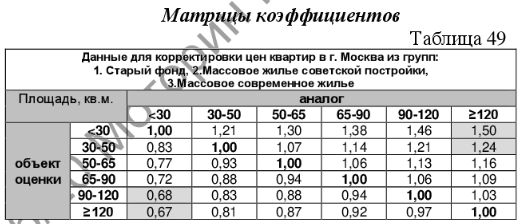 Матрицы коэффициентов
Таблица 49
Данные для корректировки цен квартир в г. Москва из групп:
1. Старый фонд, 2.Массовое жилье советской постройки,
3.Массовое современное жилье
Площадь, кв.м. аналог
<30 30-50 50-65 65-90 90-120 ≥120
объект оценки
<30 1,00 1,21 1,30 1,38 1,46 1,50
30-50 0,83 1,00 1,07 1,14 1,21 1,24
50-65 0,77 0,93 1,00 1,06 1,13 1,16
65-90 0,72 0,88 0,94 1,00 1,06 1,09
90-120 0,68 0,83 0,88 0,94 1,00 1,03
≥120 0,67 0,81 0,87 0,92 0,97 1,00